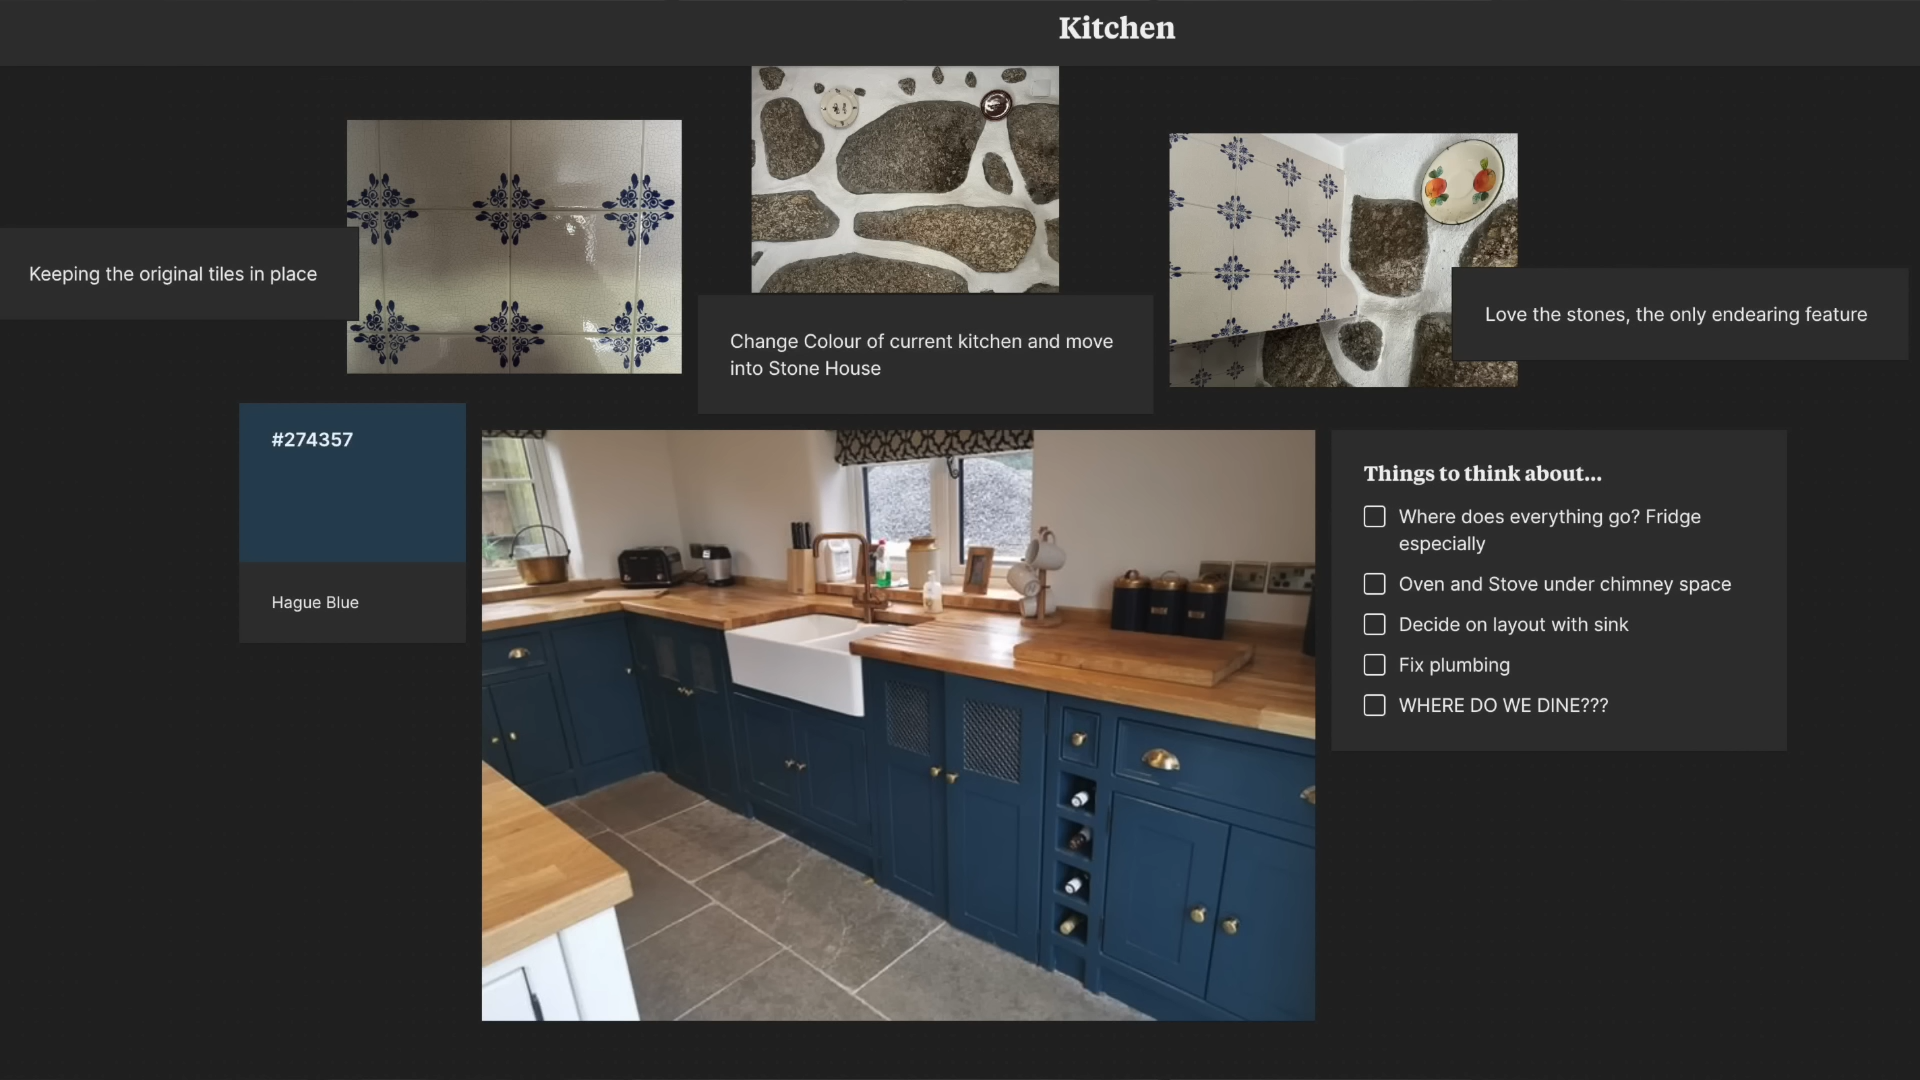 Kitchen
Keeping the original tiles in place
Change Colour of current kitchen and move
into Stone House
Love the stones, the only endearing feature
#274357
Hague Blue
Things to think about...
Where does everything go? Fridge
especially
Oven and Stove under chimney space
Decide on layout with sink
Fix plumbing
WHERE DO WE DINE???